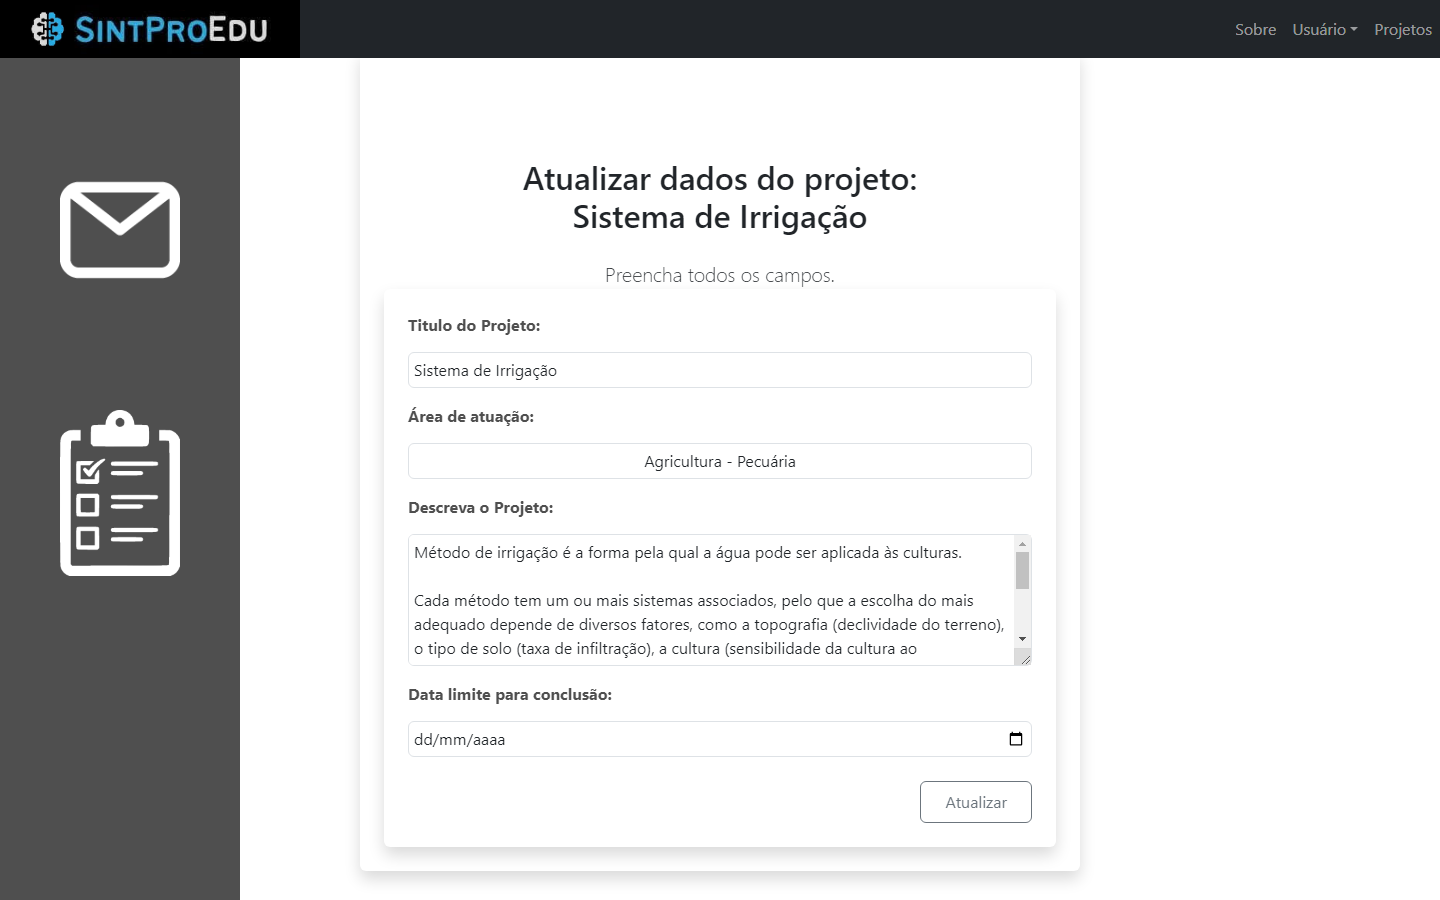 SINTPROEDU
Sobre Usuário Projetos
Atualizar dados do projeto:
Sistema de Irrigação
Preencha todos os campos.
Titulo do Projeto:
Sistema de Irrigação
Área de atuação:
Agricultura - Pecuária
Descreva o Projeto:
Método de irrigação é a forma pela qual a água pode ser aplicada às culturas.
Cada método tem um ou mais sistemas associados, pelo que a escolha do mais
adequado depende de diversos fatores, como a topografia (declividade do terreno),
o tipo de solo (taxa de infiltração), a cultura (sensibilidade da cultura ao
Data limite para conclusão:
dd/mm/aaaa
Atualizar